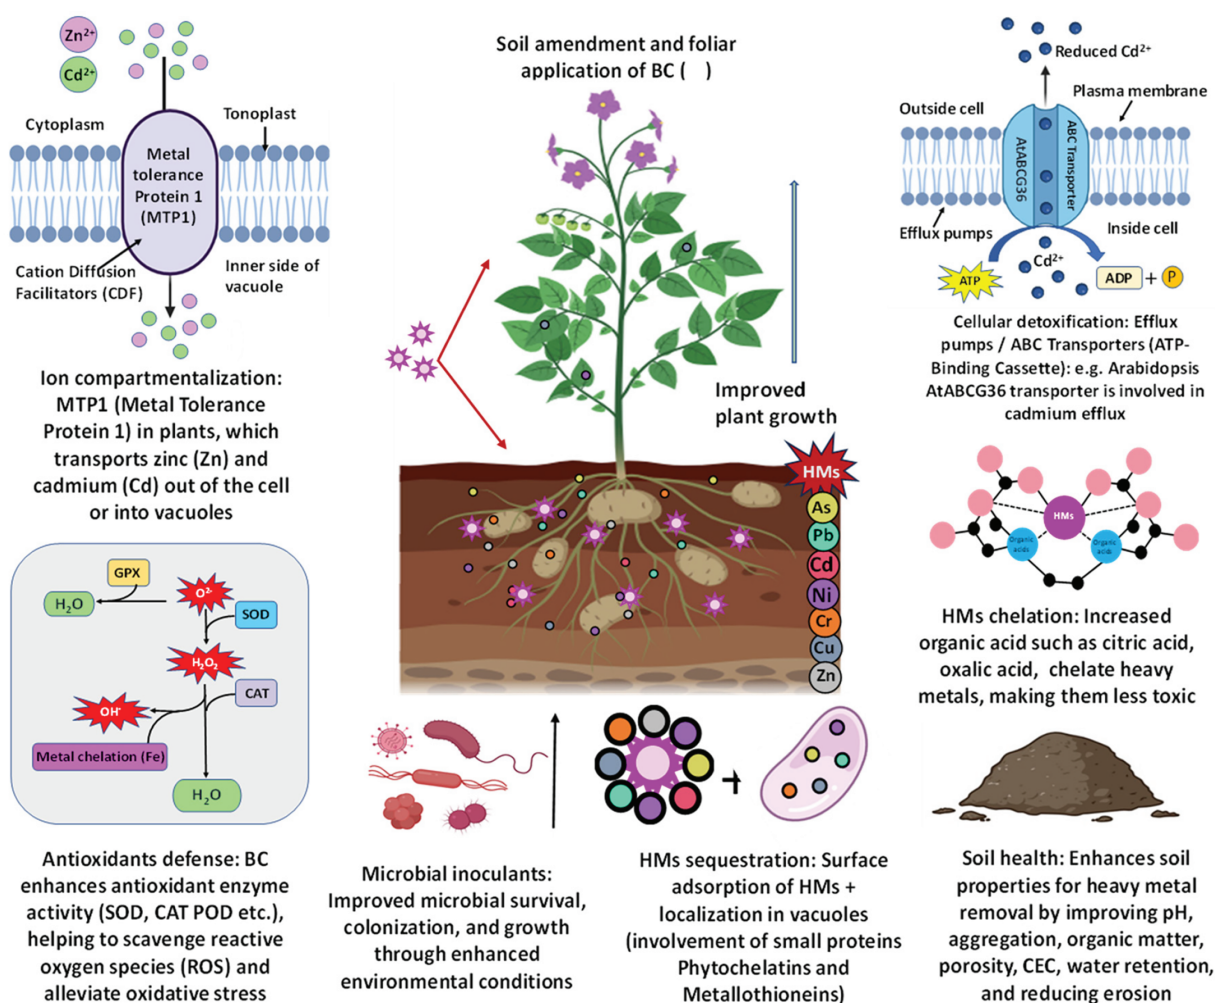 Zn²⁺
Cd²⁺
Cytoplasm
Tonoplast
Metal
tolerance
Protein 1
(MTP1)
Cation Diffusion
Facilitators (CDF)
Inner side of
vacuole
Ion compartmentalization:
MTP1 (Metal Tolerance
Protein 1) in plants, which
transports zinc (Zn) and
cadmium (Cd) out of the cell
or into vacuoles
GPX
H₂O
O²⁻
SOD
H₂O₂
CAT
OH⁻
Metal chelation (Fe)
H₂O
Antioxidants defense: BC
enhances antioxidant enzyme
activity (SOD, CAT POD etc.),
helping to scavenge reactive
oxygen species (ROS) and
alleviate oxidative stress
Soil amendment and foliar
application of BC ( )
Improved
plant growth
HMs
As
Pb
Cd
Ni
Cr
Cu
Zn
Microbial inoculants:
Improved microbial survival,
colonization, and growth
through enhanced
environmental conditions
HMs sequestration: Surface
adsorption of HMs +
localization in vacuoles
(involvement of small proteins
Phytochelatins and
Metallothioneins)
Reduced Cd²⁺
Plasma membrane
Outside cell
AtABCG36
ABC Transporter
Efflux pumps
Inside cell
Cd²⁺
ATP
ADP + P
Cellular detoxification: Efflux
pumps / ABC Transporters (ATP-
Binding Cassette): e.g. Arabidopsis
AtABCG36 transporter is involved in
cadmium efflux
HMs
Organic
acids
Organic
acids
HMs chelation: Increased
organic acid such as citric acid,
oxalic acid, chelate heavy
metals, making them less toxic
Soil health: Enhances soil
properties for heavy metal
removal by improving pH,
aggregation, organic matter,
porosity, CEC, water retention,
and reducing erosion